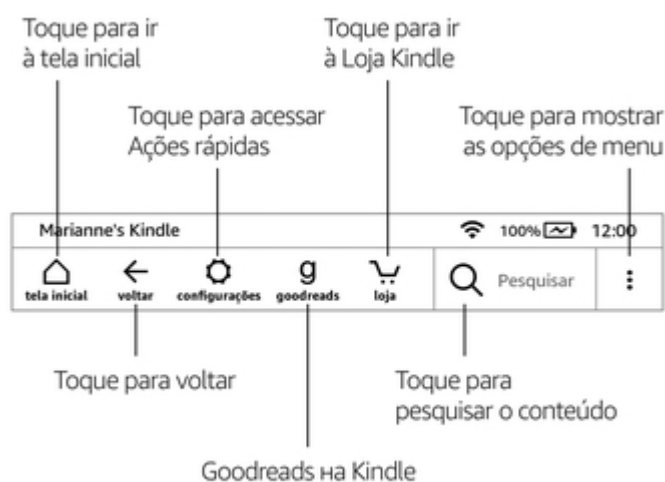 Toque para ir
à tela inicial
Toque para ir
à Loja Kindle
Toque para acessar
Ações rápidas
Toque para mostrar
as opções de menu
Marianne's Kindle
100%
12:00
tela inicial
voltar
configurações
g
goodreads
loja
Pesquisar
Toque para voltar
Toque para
pesquisar o conteúdo
Goodreads на Kindle